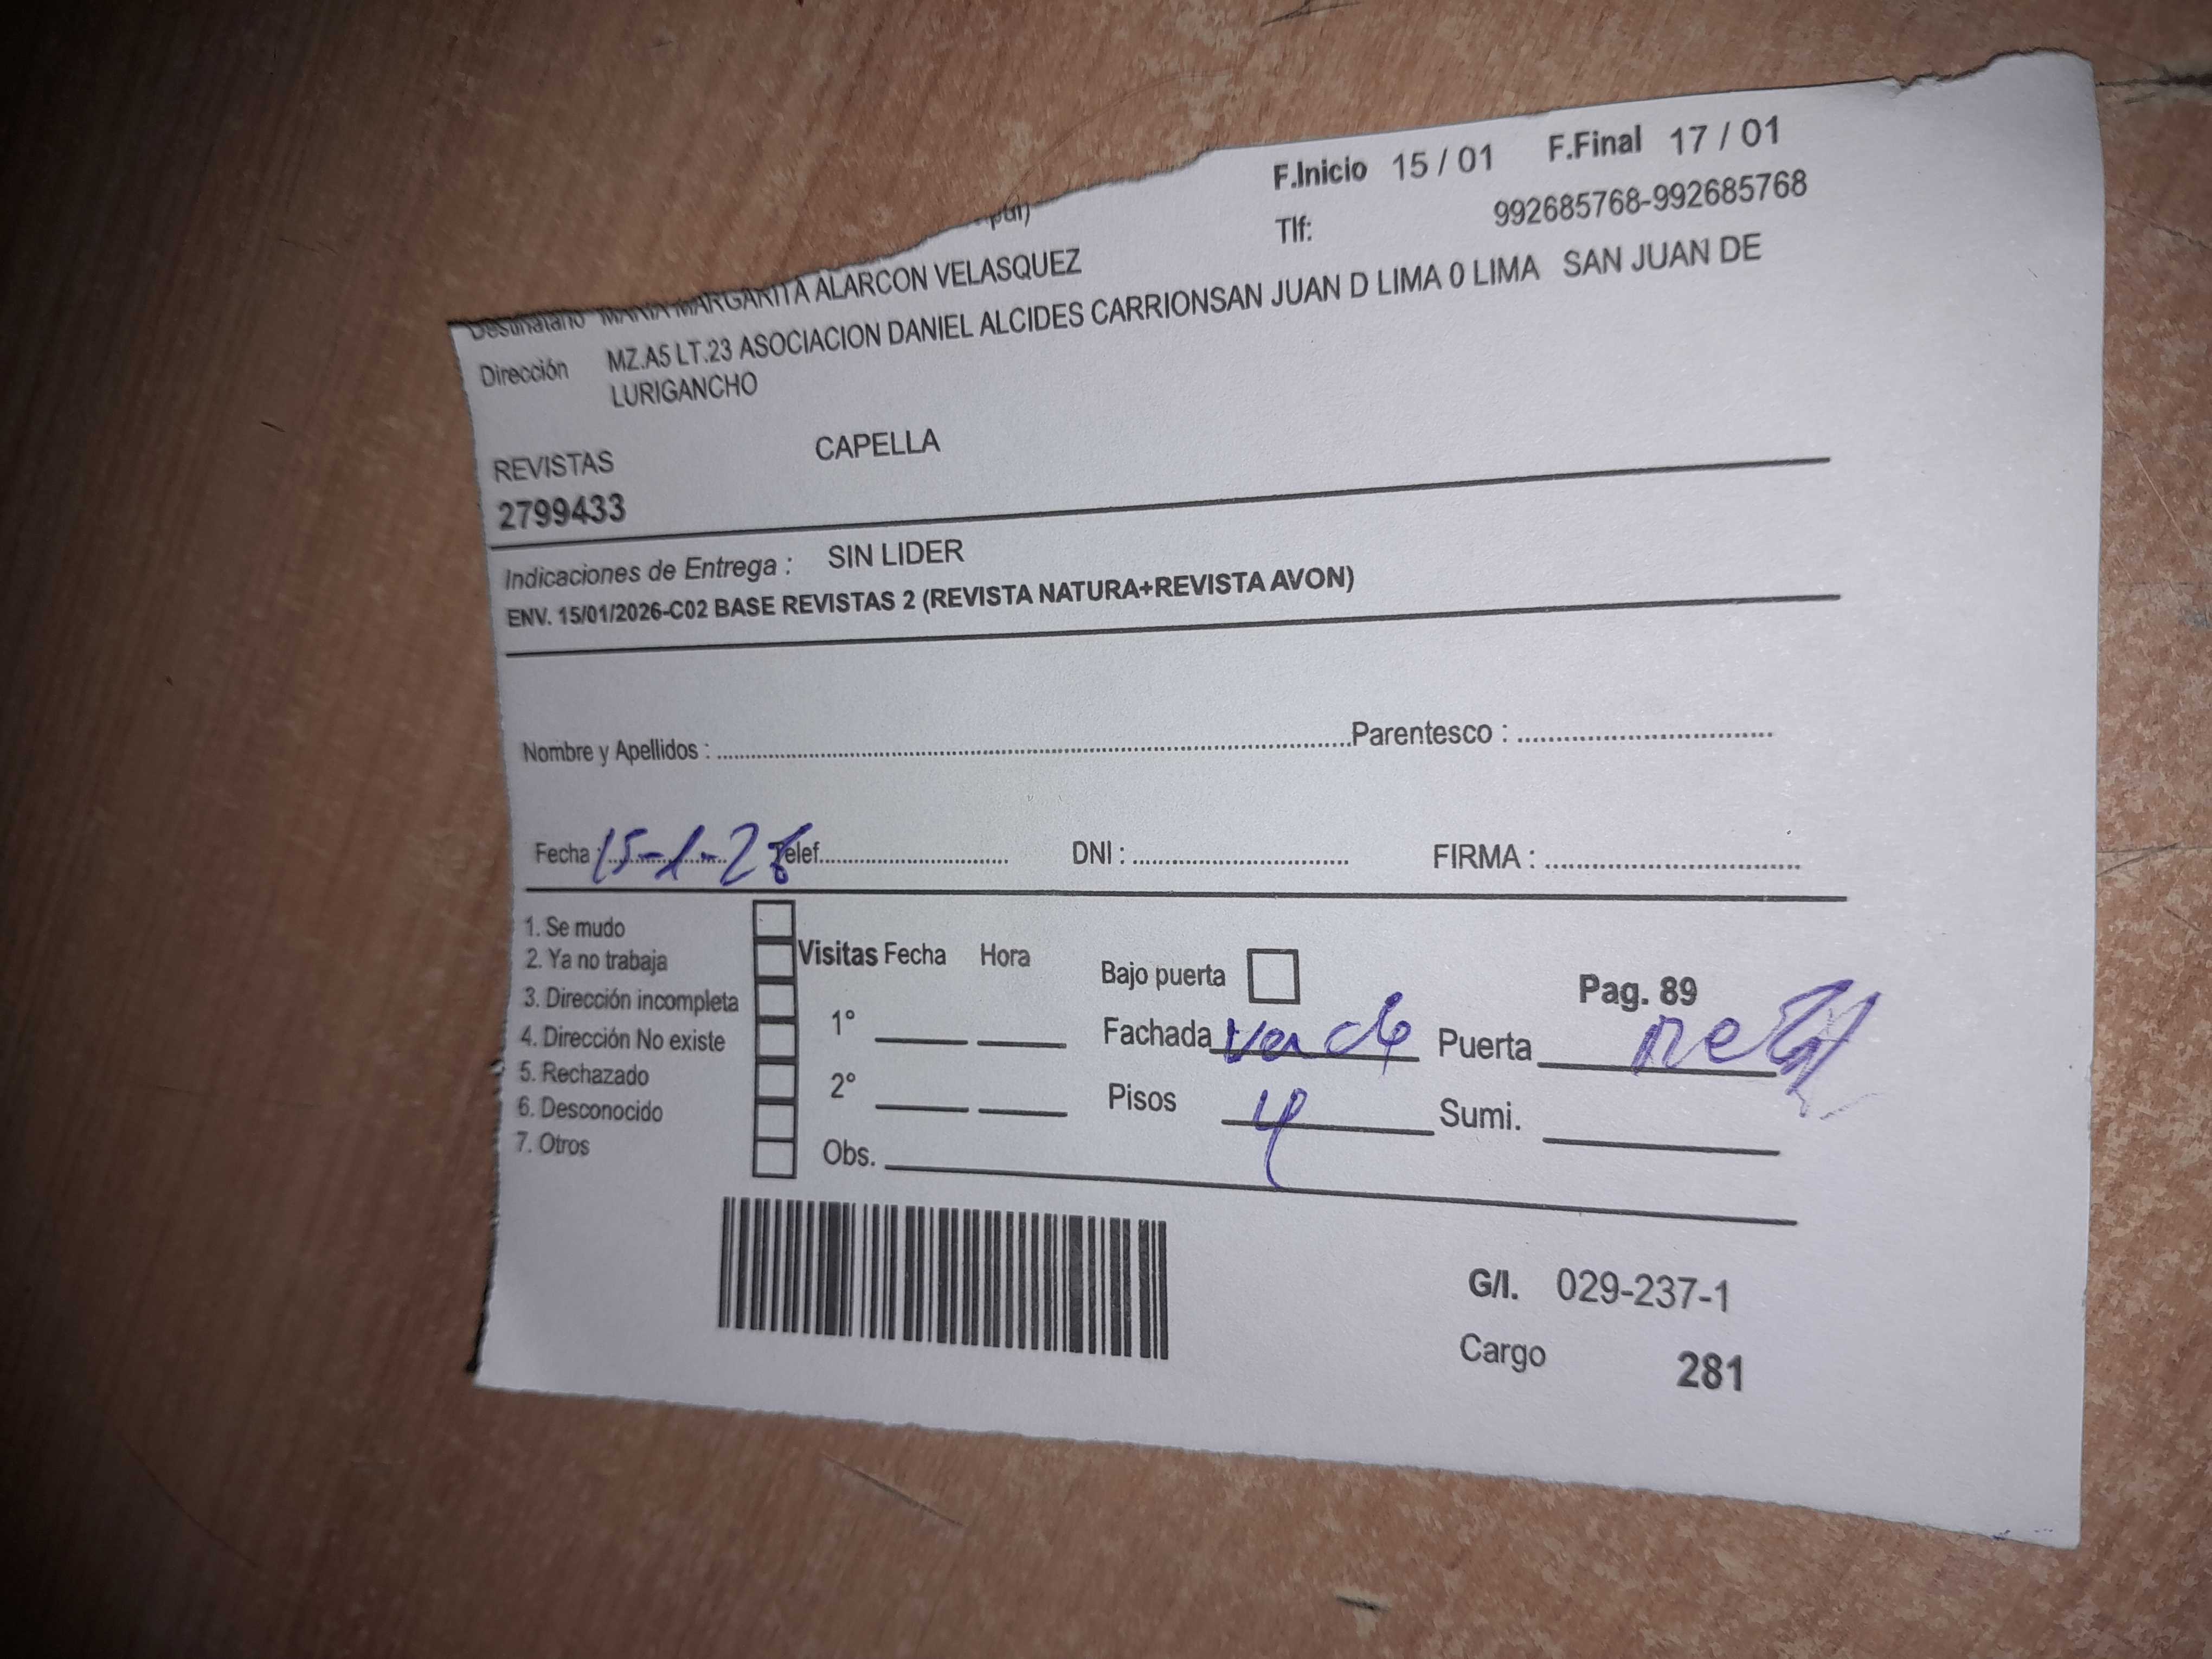 F.Inicio 15 / 01 F.Final 17 / 01
Tlf: 992685768-992685768
Destinatario MARIA MARGARITA ALARCON VELASQUEZ
Dirección MZ.A5 LT.23 ASOCIACION DANIEL ALCIDES CARRIONSAN JUAN D LIMA 0 LIMA SAN JUAN DE
LURIGANCHO
REVISTAS CAPELLA
2799433
Indicaciones de Entrega : SIN LIDER
ENV. 15/01/2026-C02 BASE REVISTAS 2 (REVISTA NATURA+REVISTA AVON)
Nombre y Apellidos : Parentesco :
Fecha : 15-1-26 Telef. DNI : FIRMA :
1. Se mudo
2. Ya no trabaja
3. Dirección incompleta
4. Dirección No existe
5. Rechazado
6. Desconocido
7. Otros
Visitas Fecha Hora
1°
2°
Obs.
Bajo puerta
Pag. 89
Fachada verde Puerta
Pisos 4 Sumi.
G/I. 029-237-1
Cargo 281